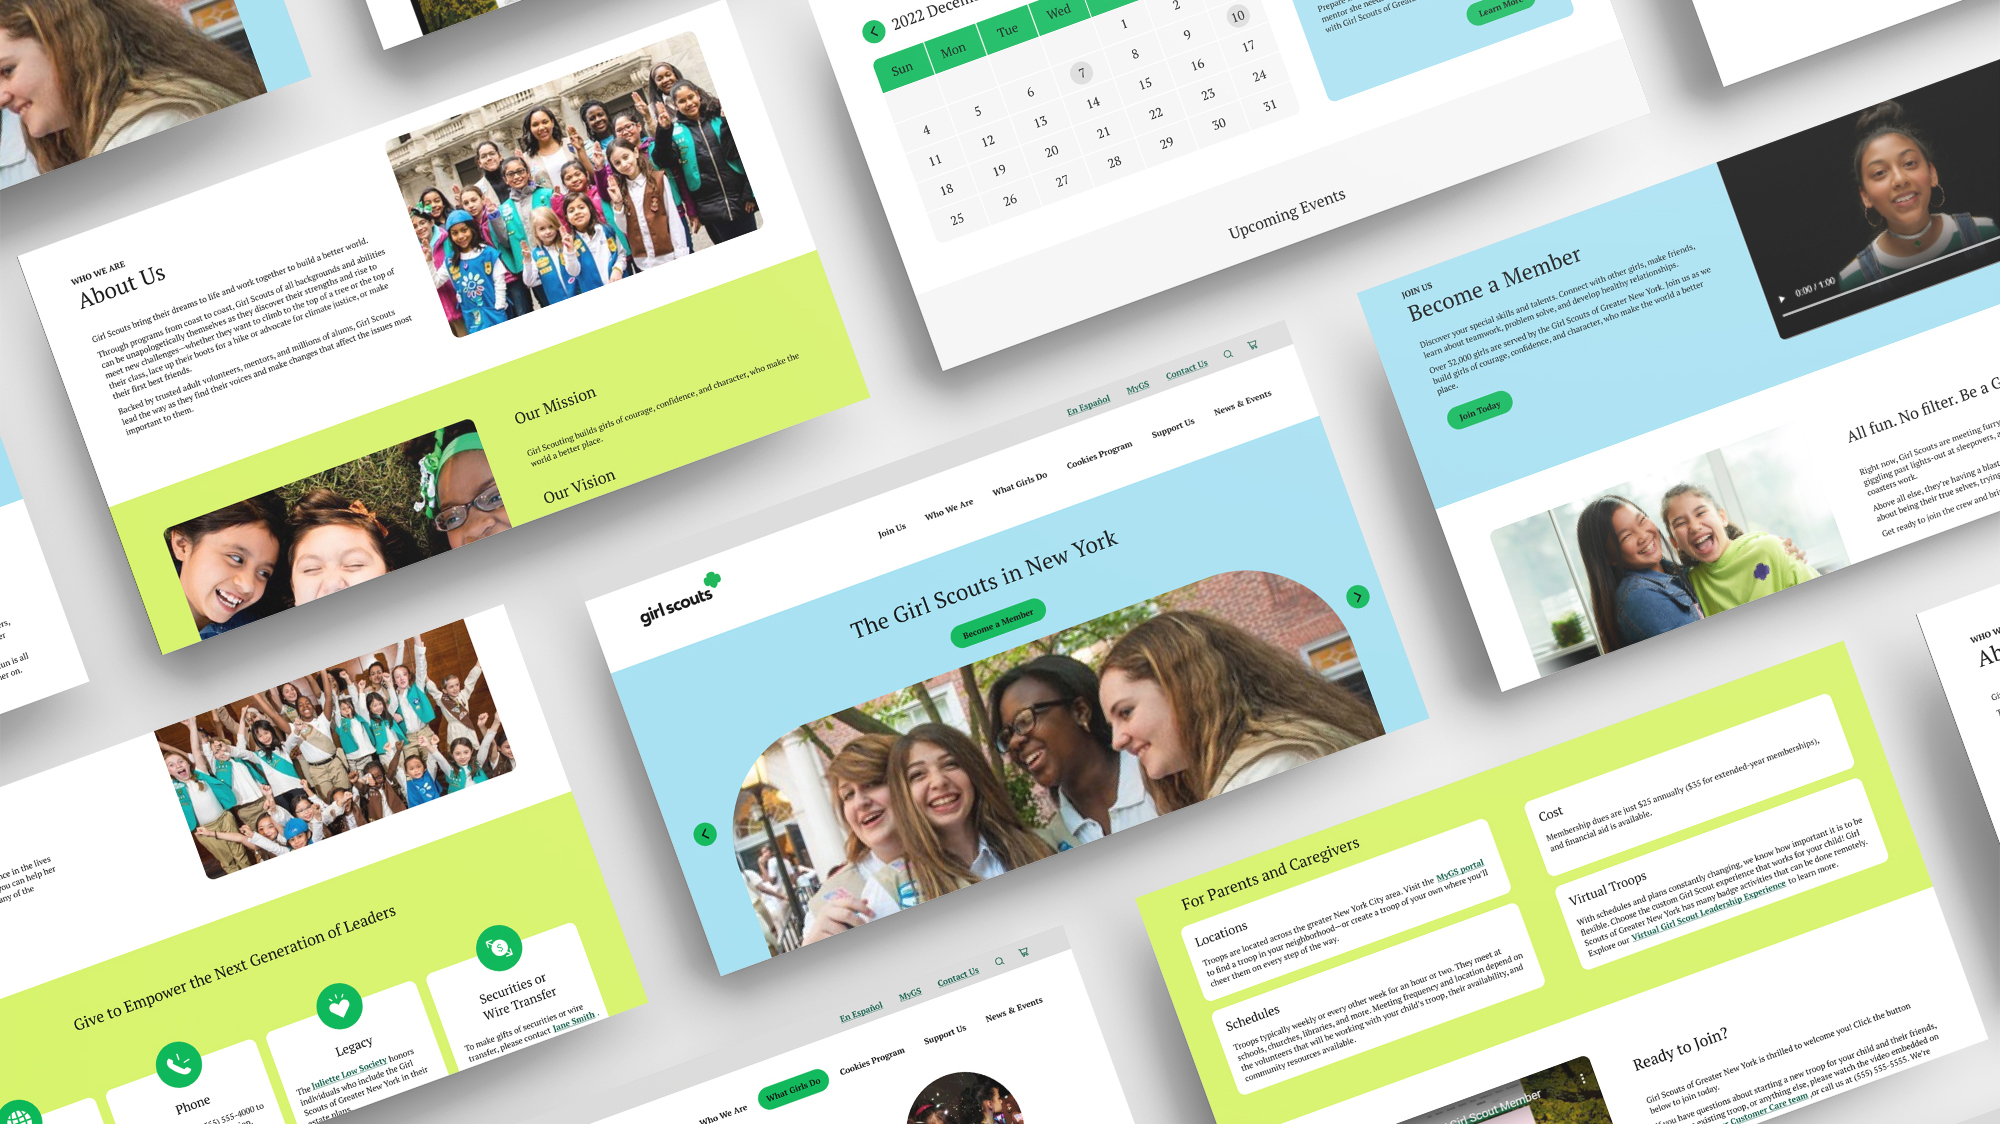 WHO WE ARE
About Us
Girl Scouts bring their dreams to life and work together to build a better world.
Through programs from coast to coast, Girl Scouts of all backgrounds and abilities
can be unapologetically themselves as they discover their strengths and rise to
meet new challenges—whether they want to climb to the top of a tree or the top of
their class, lace up their boots for a hike or advocate for climate justice, or make
their first best friends.
Backed by trusted adult volunteers, mentors, and millions of alums, Girl Scouts
lead the way as they find their voices and make changes that affect the issues most
important to them.
Our Mission
Girl Scouting builds girls of courage, confidence, and character, who make the
world a better place.
Our Vision
2022
Sun Mon Tue Wed
1 2
4 5 6 7 8 9 10
11 12 13 14 15 16 17
18 19 20 21 22 23 24
25 26 27 28 29 30 31
mentor she
with Girl Scouts of
Learn More
Upcoming Events
JOIN US
Become a Member
Discover your special skills and talents. Connect with other girls, make friends,
learn about teamwork, problem solve, and develop healthy relationships.
Over 32,000 girls are served by the Girl Scouts of Greater New York. Join us as we
build girls of courage, confidence, and character, who make the world a better
place.
Join Today
0:00 / 1:00
All fun. No filter. Be a G
Right now, Girl Scouts are meeting furry
giggling past lights-out at sleepovers, a
coasters work.
Above all else, they're having a blast
about being their true selves, trying
Get ready to join the crew and bri
En Español MyGS Contact Us
girl scouts
Join Us Who We Are What Girls Do Cookies Program Support Us News & Events
The Girl Scouts in New York
Become a Member
un is all
er on.
nce in the lives
you can help her
any of the
Give to Empower the Next Generation of Leaders
Phone
555-4000 to
Legacy
The Juliette Low Society honors
individuals who include the Girl
Scouts of Greater New York in their
estate plans
Securities or
Wire Transfer
To make gifts of securities or wire
transfer, please contact Jane Smith .
En Español MyGS Contact Us
Who We Are What Girls Do Cookies Program Support Us News & Events
For Parents and Caregivers
Locations
Troops are located across the greater New York City area. Visit the MyGS portal
to find a troop in your neighborhood—or create a troop of your own where you'll
cheer them on every step of the way.
Schedules
Troops typically weekly or every other week for an hour or two. They meet at
schools, churches, libraries, and more. Meeting frequency and location depend on
the volunteers that will be working with your child's troop, their availability, and
community resources available.
Cost
Membership dues are just $25 annually ($35 for extended-year memberships),
and financial aid is available.
Virtual Troops
With schedules and plans constantly changing, we know how important it is to be
flexible. Choose the custom Girl Scout experience that works for your child! Girl
Scouts of Greater New York has many badge activities that can be done remotely.
Explore our Virtual Girl Scout Leadership Experience to learn more.
Girl Scout Member
Ready to Join?
Girl Scouts of Greater New York is thrilled to welcome you! Click the button
below to join today.
If you have questions about starting a new troop for your child and their friends,
existing troop, or anything else, please watch the video embedded on
Customer Care team ,or call us at (555) 555-5555. We're
WHO W
Ab